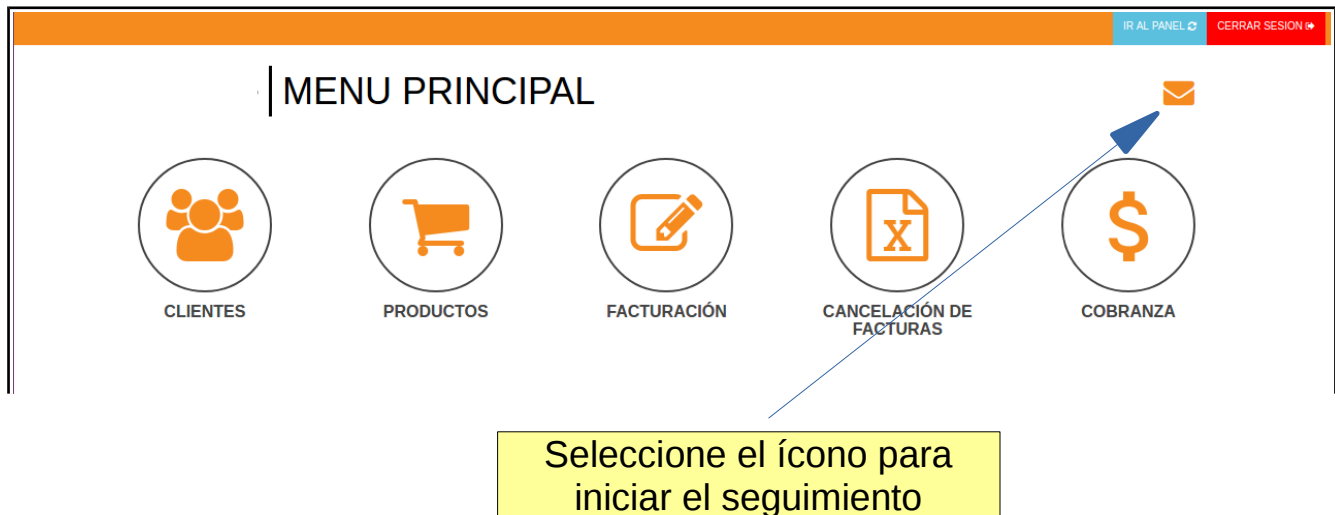 IR AL PANEL
CERRAR SESION
MENU PRINCIPAL
CLIENTES
PRODUCTOS
FACTURACIÓN
CANCELACIÓN DE
FACTURAS
COBRANZA
Seleccione el ícono para
iniciar el seguimiento